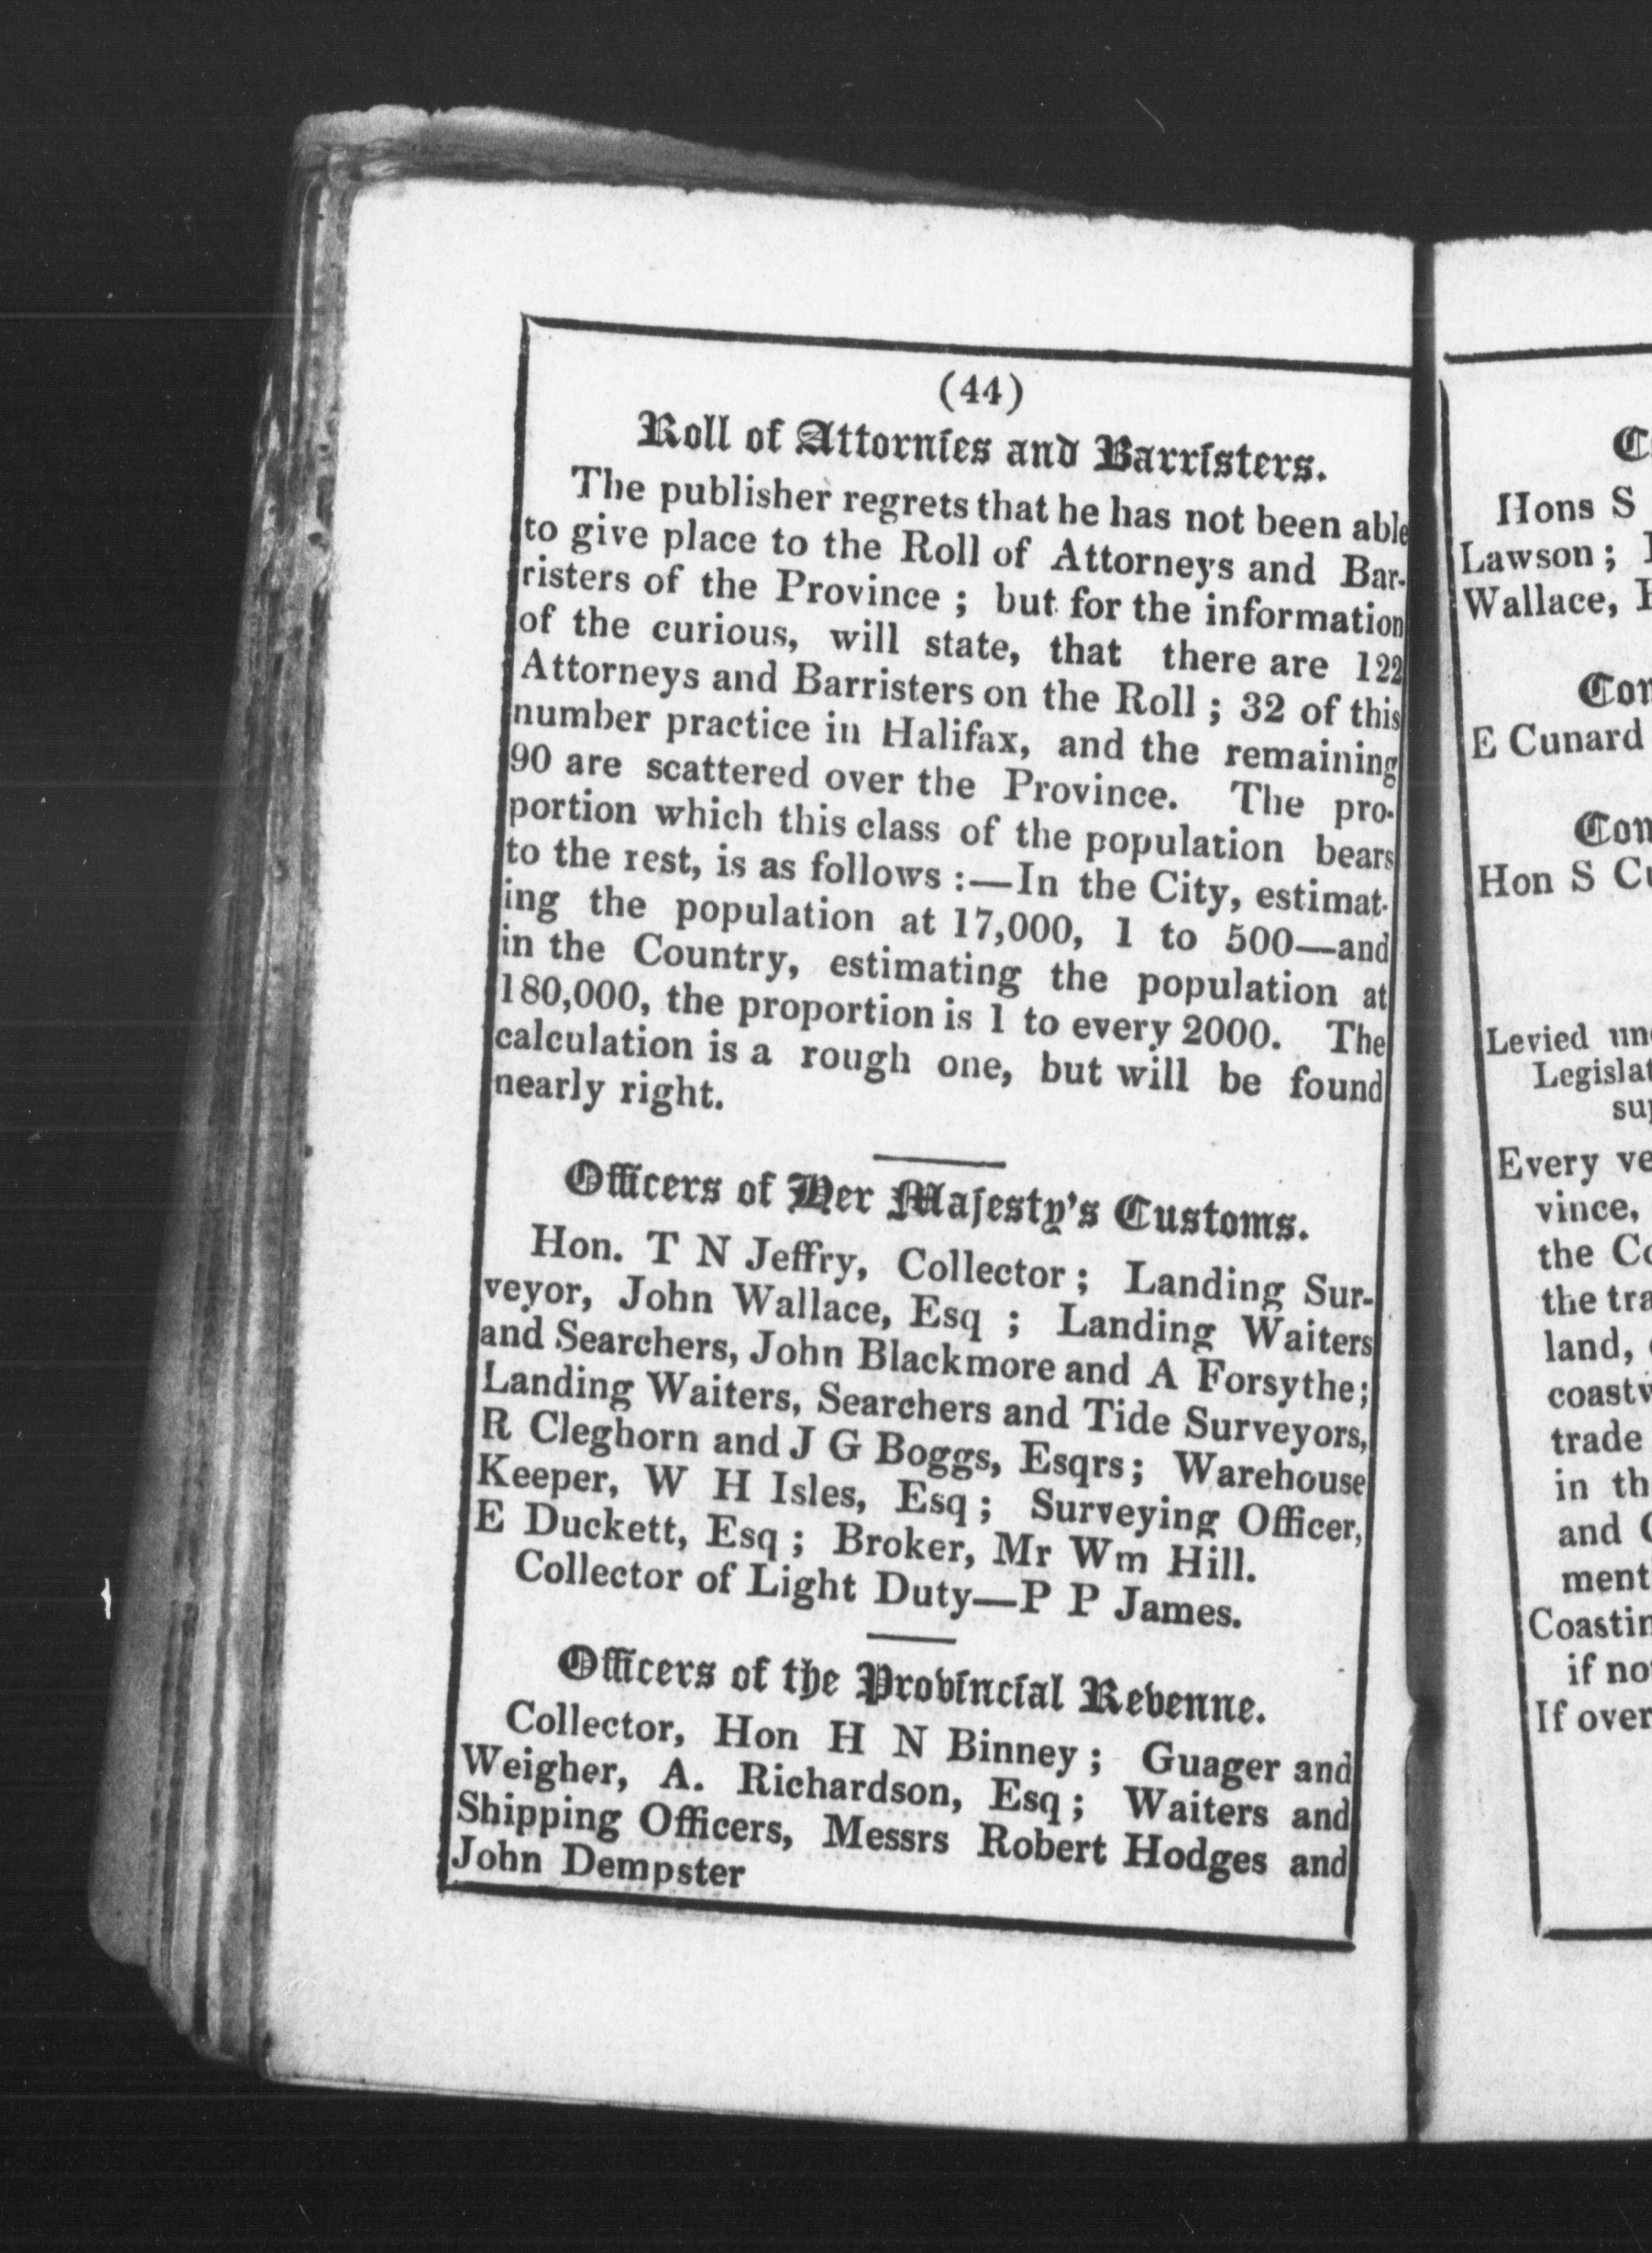 (44)
Roll of Attornies and Barristers.
The publisher regrets that he has not been able
to give place to the Roll of Attorneys and Bar-
risters of the Province ; but for the information
of the curious, will state, that there are 122
Attorneys and Barristers on the Roll ; 32 of this
number practice in Halifax, and the remaining
90 are scattered over the Province. The pro-
portion which this class of the population bears
to the rest, is as follows :—In the City, estimat-
ing the population at 17,000, 1 to 500—and
in the Country, estimating the population at
180,000, the proportion is 1 to every 2000. The
calculation is a rough one, but will be found
nearly right.
Officers of Her Majesty's Customs.
Hon. T N Jeffry, Collector ; Landing Sur-
veyor, John Wallace, Esq ; Landing Waiters
and Searchers, John Blackmore and A Forsythe ;
Landing Waiters, Searchers and Tide Surveyors,
R Cleghorn and J G Boggs, Esqrs ; Warehouse
Keeper, W H Isles, Esq ; Surveying Officer,
E Duckett, Esq ; Broker, Mr Wm Hill.
Collector of Light Duty—P P James.
Officers of the Provincial Revenne.
Collector, Hon H N Binney ; Guager and
Weigher, A. Richardson, Esq ; Waiters and
Shipping Officers, Messrs Robert Hodges and
John Dempster
Hons S
Lawson ;
Wallace,
E Cunard
Hon S
Levied
Every
vince,
the
the
land,
trade
in
and
if
If over